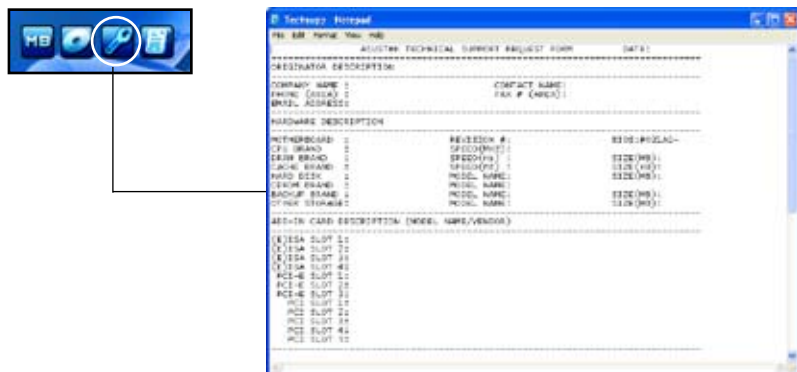 MB
Techsupp - Notepad
File Edit Format View Help
ASUSTEK TECHNICAL SUPPORT REQUEST FORM DATE:
ORIGINATOR DESCRIPTION
COMPANY NAME : CONTACT NAME:
PHONE (AREA) : FAX # (AREA):
EMAIL ADDRESS:
HARDWARE DESCRIPTION
MOTHERBOARD : REVISION #:
CPU BRAND : SPEED(MHZ):
DRAM BRAND : SPEED(ns) : SIZE(MB):
CACHE BRAND : SPEED(ns) : SIZE(KB):
HARD DISK : MODEL NAME: SIZE(MB):
CDROM BRAND : MODEL NAME:
BACKUP BRAND : MODEL NAME: SIZE(MB):
OTHER STORAGE: MODEL NAME: SIZE(MB):
ADD-IN CARD DESCRIPTION (MODEL NAME/VENDOR)
(E)ISA SLOT 1:
(E)ISA SLOT 2:
(E)ISA SLOT 3:
(E)ISA SLOT 4:
PCI-E SLOT 1:
PCI-E SLOT 2:
PCI-E SLOT 3:
PCI SLOT 1:
PCI SLOT 2:
PCI SLOT 3:
PCI SLOT 4:
PCI SLOT 5: